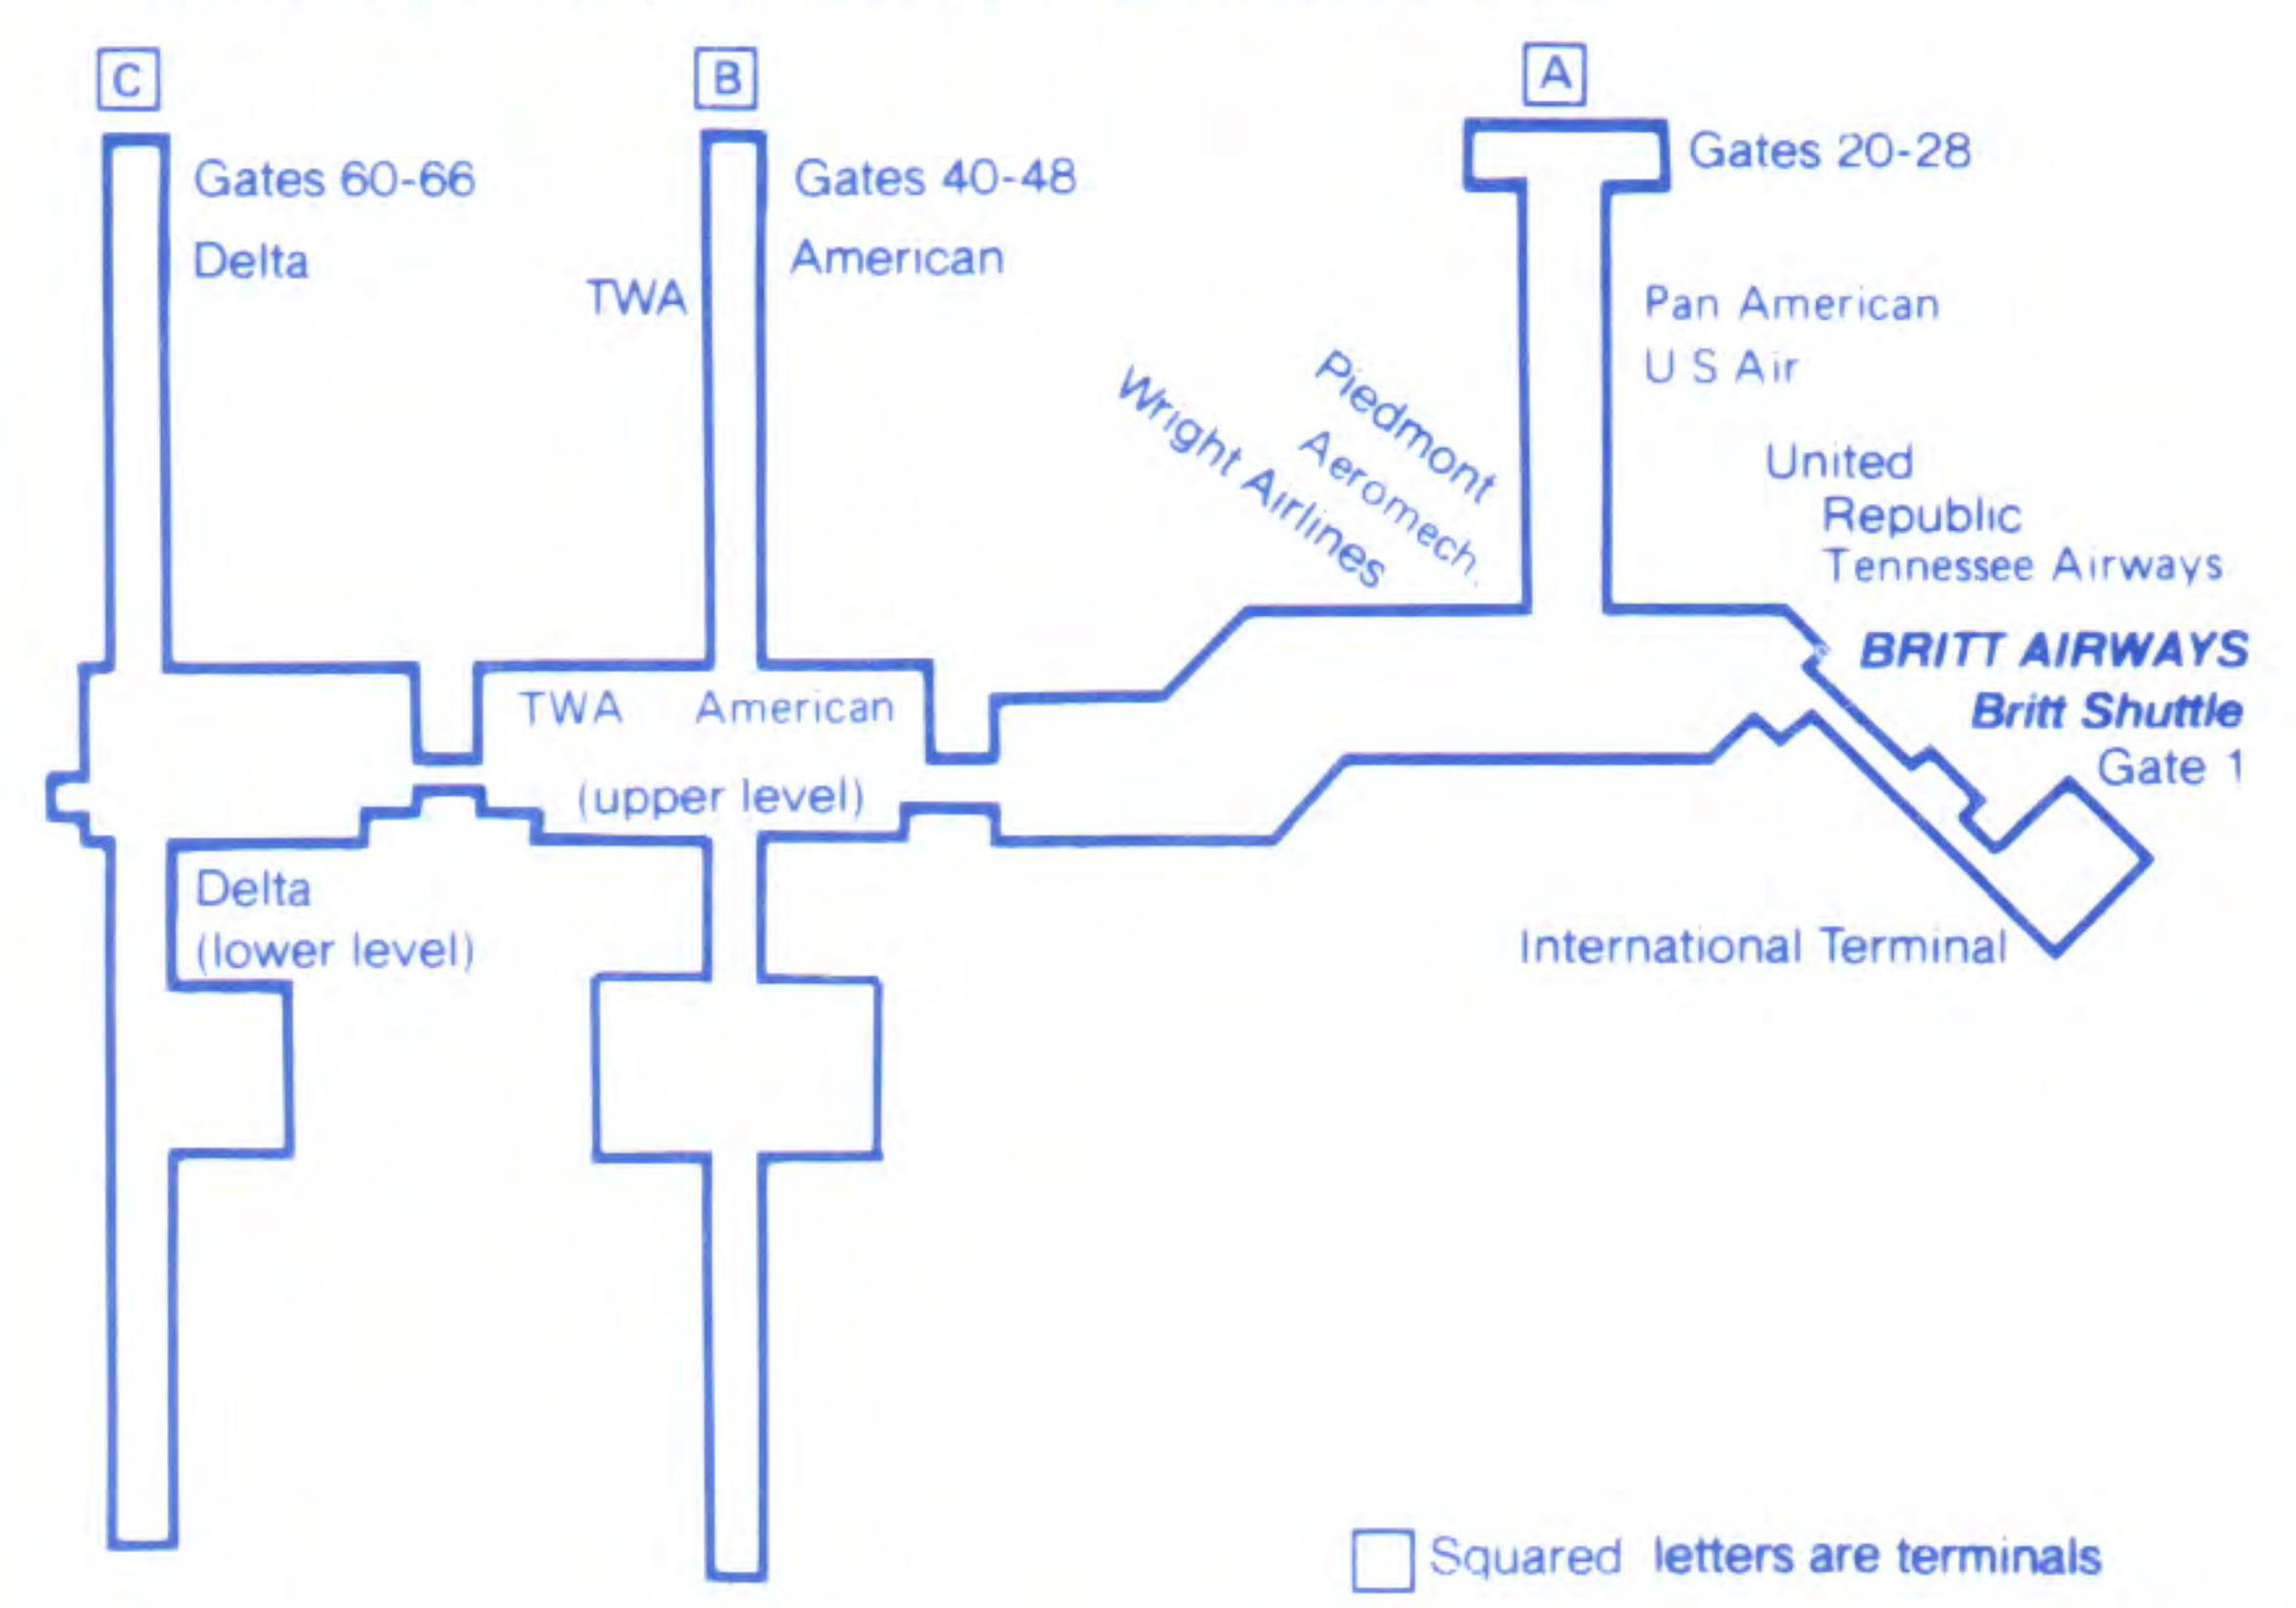 C
B
A
Gates 60-66
Delta
Gates 40-48
American
TWA
Gates 20-28
Pan American
U S Air
Piedmont
Aeromech.
Wright Airlines
United
Republic
Tennessee Airways
BRITT AIRWAYS
Britt Shuttle
Gate 1
TWA American
(upper level)
Delta
(lower level)
International Terminal
Squared letters are terminals